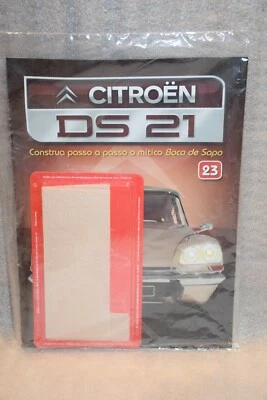 CITROËN
DS 21
Construa passo a passo o mítico Boca de Sapo
23